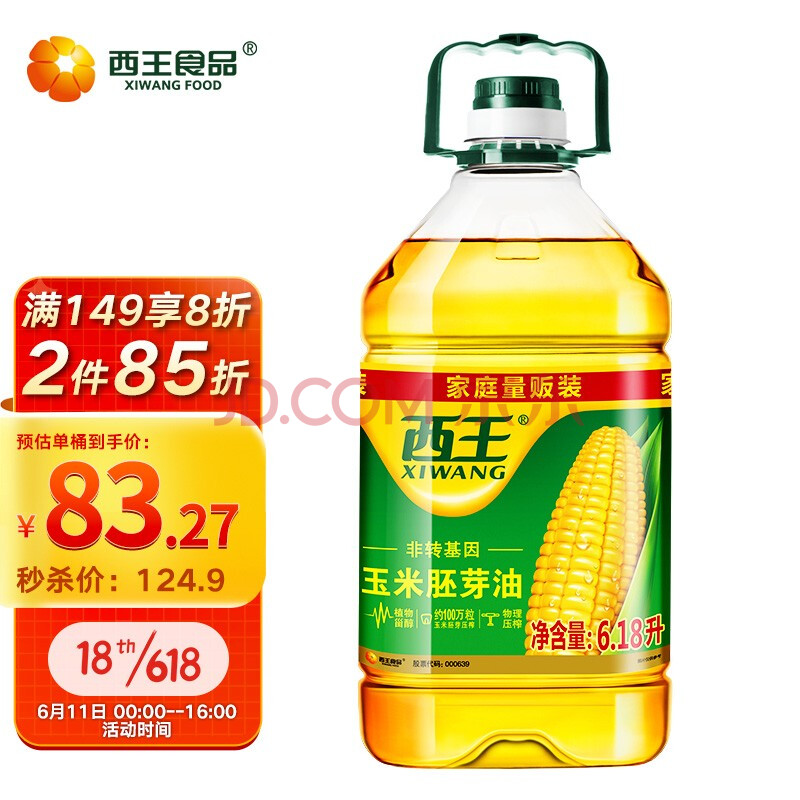 西王食品®
XIWANG FOOD
满149享8折
2件85折
预估单桶到手价:
¥83.27
秒杀价: 124.9
18th/618
6月11日 00:00--16:00
活动时间
JD.COM
家庭量贩装
家
西王®
XIWANG
非转基因
玉米胚芽油
植物甾醇
约100万粒
玉米胚芽压榨
物理压榨
净含量: 6.18升
西王食品®
股票代码: 000639